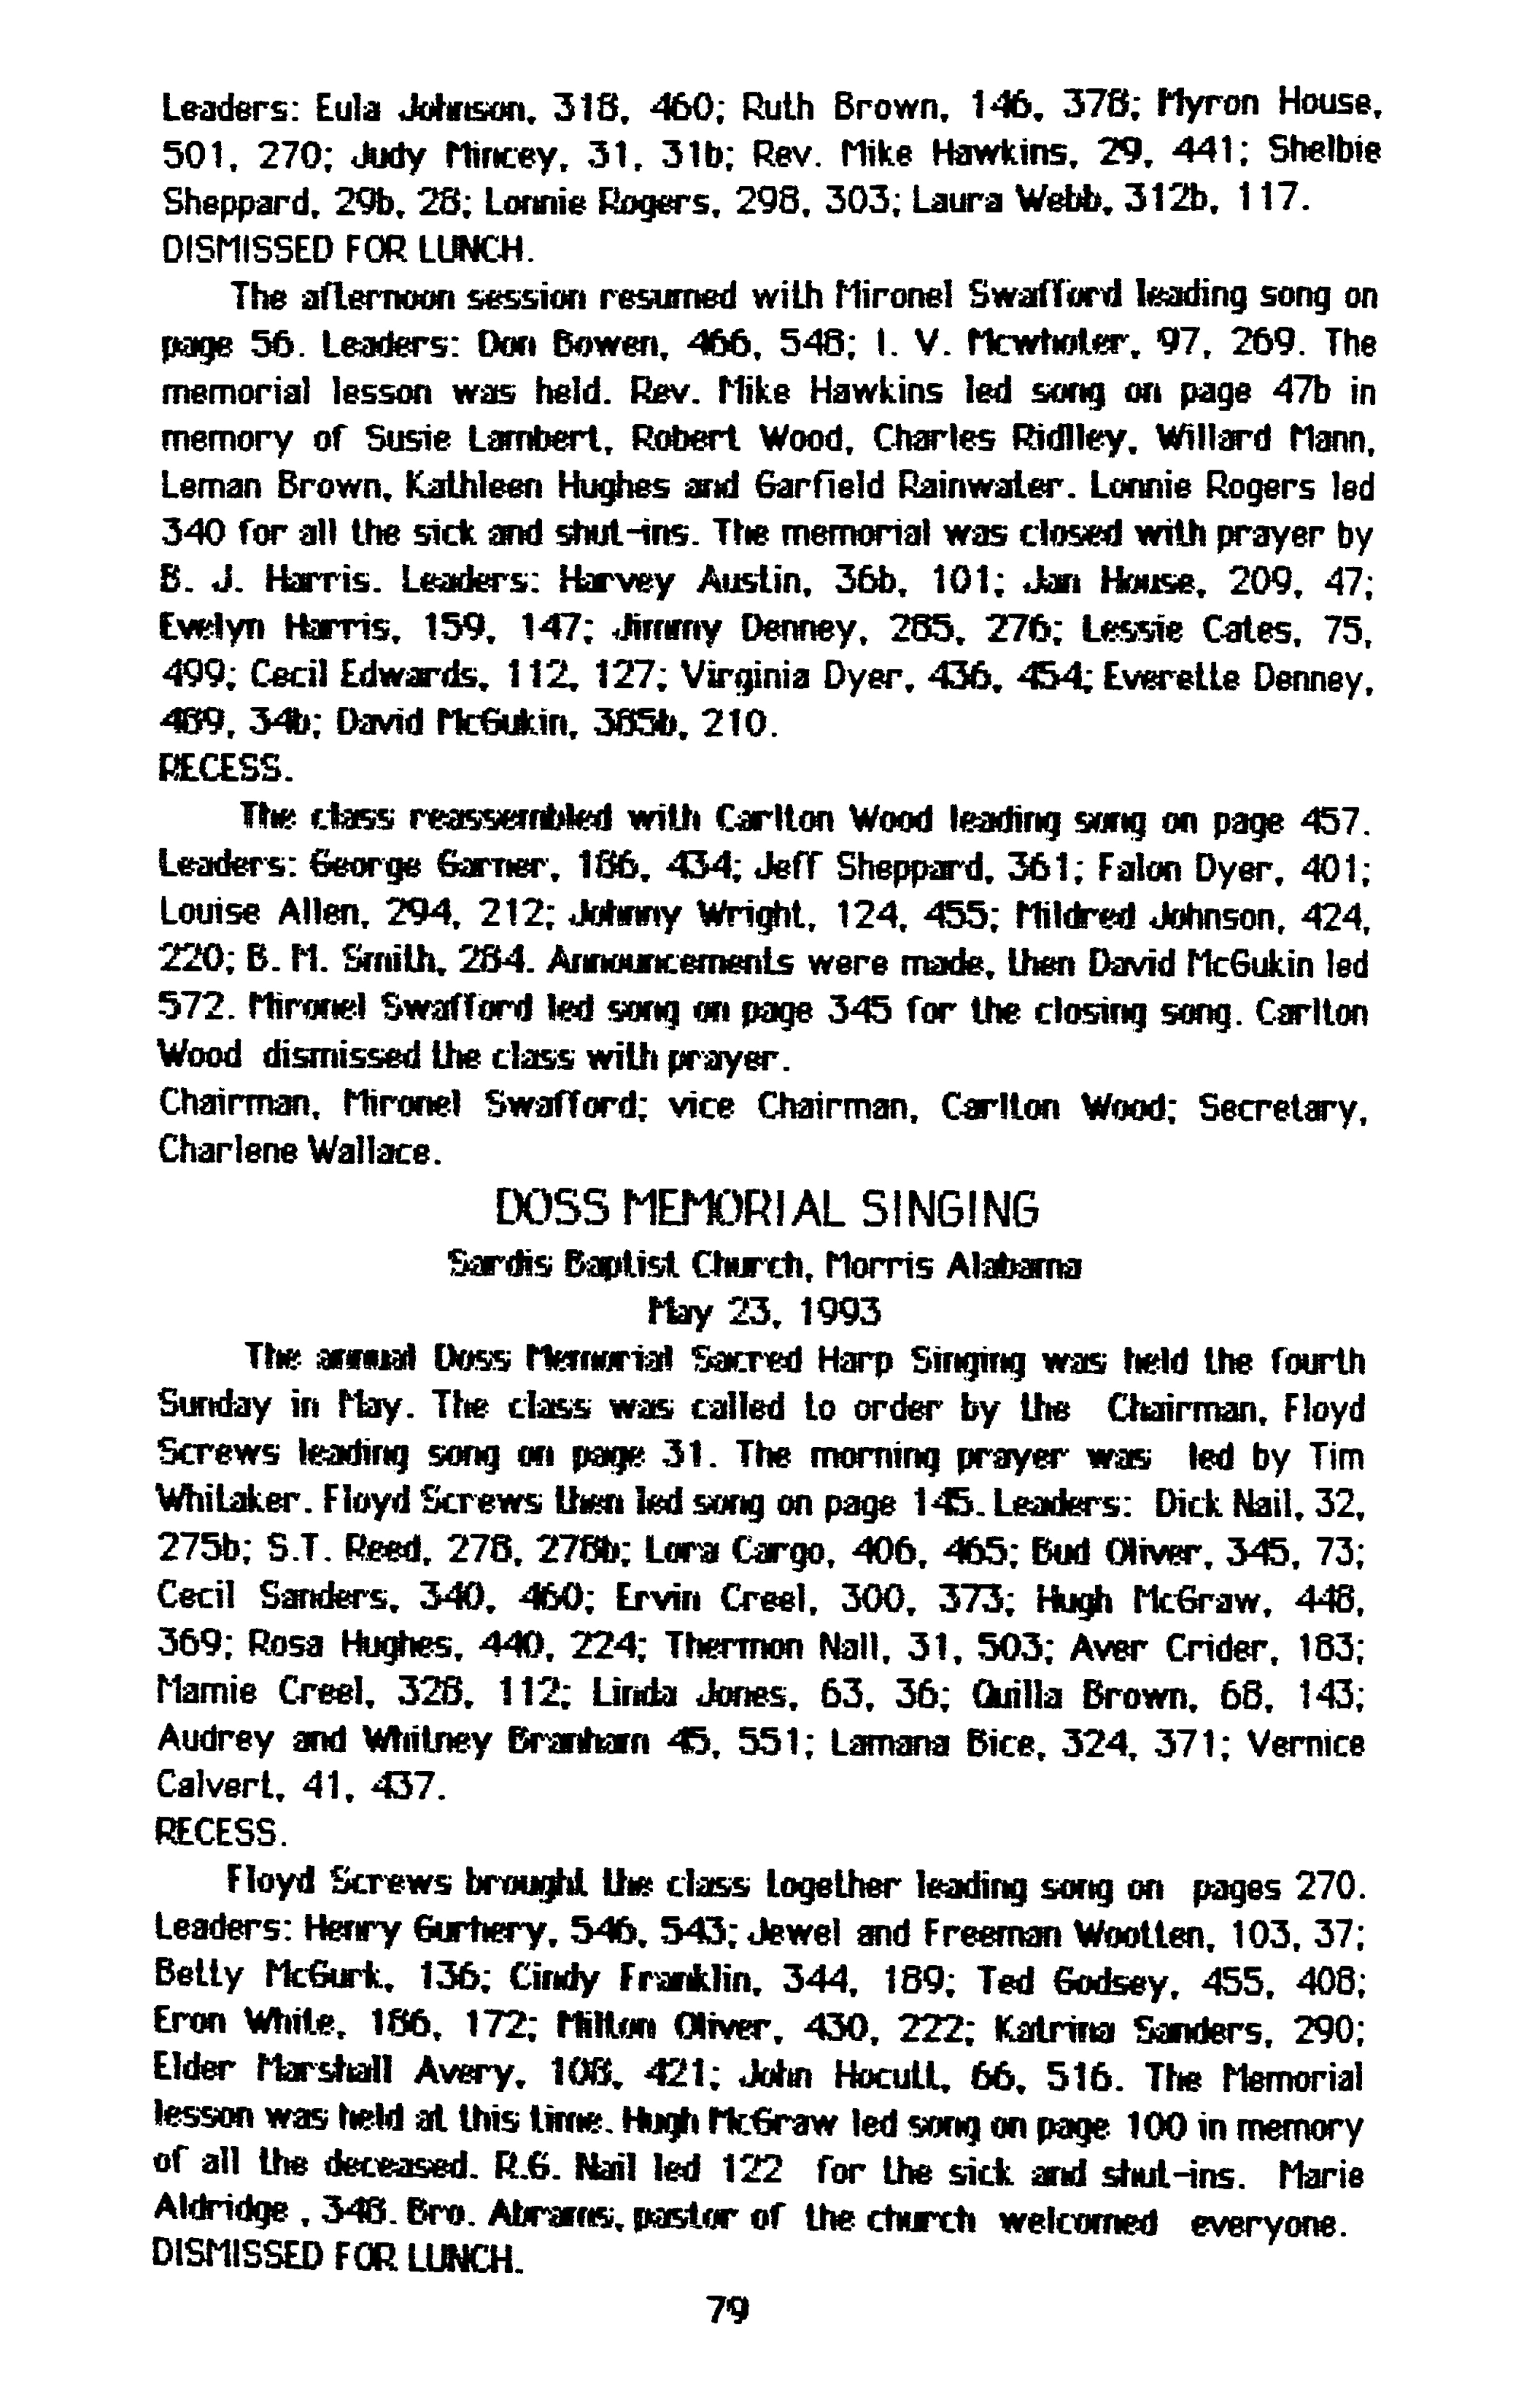 Leaders: Eula Johnson, 318, 460; Ruth Brown, 146, 378; Myron House,
501, 270; Judy Mincey, 31, 31b; Rev. Mike Hawkins, 29, 441; Shelbie
Sheppard, 29b, 28; Lonnie Rogers, 298, 303; Laura Webb, 312b, 117.
DISMISSED FOR LUNCH.
The afternoon session resumed with Mironel Swafford leading song on
page 56. Leaders: Don Bowen, 466, 548; I. V. Mcwhoter, 97, 269. The
memorial lesson was held. Rev. Mike Hawkins led song on page 47b in
memory of Susie Lambert, Robert Wood, Charles Ridlley, Willard Mann,
Leman Brown, Kathleen Hughes and Garfield Rainwater. Lonnie Rogers led
340 for all the sick and shut-ins. The memorial was closed with prayer by
B. J. Harris. Leaders: Harvey Austin, 36b, 101; Jan House, 209, 47;
Evelyn Harris, 159, 147; Jimmy Denney, 285, 276; Lessie Cates, 75,
499; Cecil Edwards, 112, 127; Virginia Dyer, 436, 454; Everette Denney,
489, 34b; David McGukin, 385b, 210.
RECESS.
The class reassembled with Carlton Wood leading song on page 457.
Leaders: George Garner, 186, 434; Jeff Sheppard, 361; Falon Dyer, 401;
Louise Allen, 294, 212; Johnny Wright, 124, 455; Mildred Johnson, 424,
220; B. M. Smith, 284. Announcements were made, then David McGukin led
572. Mironel Swafford led song on page 345 for the closing song. Carlton
Wood dismissed the class with prayer.
Chairman, Mironel Swafford; vice Chairman, Carlton Wood; Secretary,
Charlene Wallace.
DOSS MEMORIAL SINGING
Sardis Baptist Church, Morris Alabama
May 23, 1993
The annual Doss Memorial Sacred Harp Singing was held the fourth
Sunday in May. The class was called to order by the Chairman, Floyd
Screws leading song on page 31. The morning prayer was led by Tim
Whitaker. Floyd Screws then led song on page 145. Leaders: Dick Nail, 32,
275b; S.T. Reed, 278, 278b; Lora Cargo, 406, 465; Bud Oliver, 345, 73;
Cecil Sanders, 340, 460; Ervin Creel, 300, 373; Hugh McGraw, 448,
369; Rosa Hughes, 440, 224; Thermon Nall, 31, 503; Aver Crider, 183;
Mamie Creel, 328, 112; Linda Jones, 63, 36; Quilla Brown, 68, 143;
Audrey and Whitney Branham 45, 551; Lamana Bice, 324, 371; Vernice
Calvert, 41, 437.
RECESS.
Floyd Screws brought the class together leading song on pages 270.
Leaders: Henry Gurhery, 546, 543; Jewel and Freeman Wootten, 103, 37;
Betty McGurk, 136; Cindy Franklin, 344, 189; Ted Godsey, 455, 408;
Eron White, 186, 172; Milton Oliver, 430, 222; Katrina Sanders, 290;
Elder Marshall Avery, 108, 421; John Hocutt, 66, 516. The Memorial
lesson was held at this time. Hugh McGraw led song on page 100 in memory
of all the deceased. R.G. Nail led 122 for the sick and shut-ins. Marie
Aldridge , 348. Bro. Abrams, pastor of the church welcomed everyone.
DISMISSED FOR LUNCH.
79